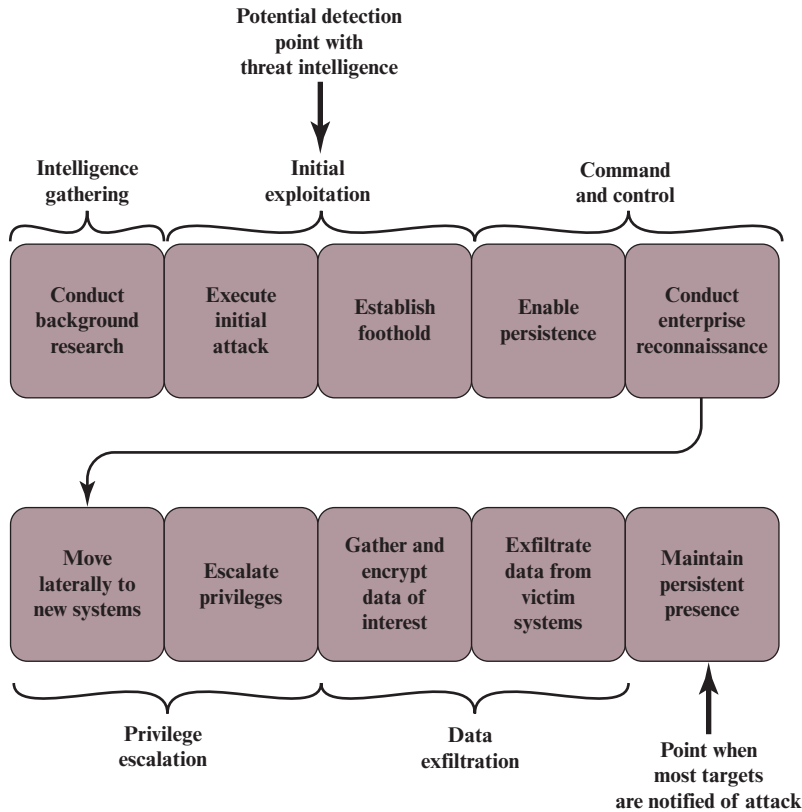 Potential detection
point with
threat intelligence
Intelligence
gathering
Initial
exploitation
Command
and control
Conduct
background
research
Execute
initial
attack
Establish
foothold
Enable
persistence
Conduct
enterprise
reconnaissance
Move
laterally to
new systems
Escalate
privileges
Gather and
encrypt
data of
interest
Exfiltrate
data from
victim
systems
Maintain
persistent
presence
Privilege
escalation
Data
exfiltration
Point when
most targets
are notified of attack